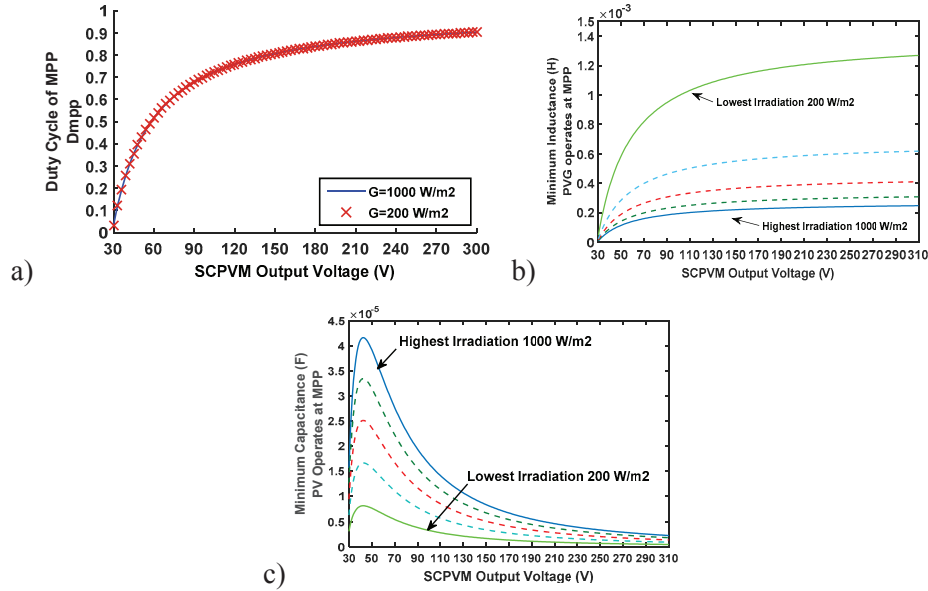 a)
Duty Cycle of MPP
Dmpp
1
0.9
0.8
0.7
0.6
0.5
0.4
0.3
0.2
0.1
0
30 60 90 120 150 180 210 240 270 300
SCPVM Output Voltage (V)
G=1000 W/m2
G=200 W/m2
b)
Minimum Inductance (H)
PVG operates at MPP
×10-3
1.5
1.4
1.2
1
0.8
0.6
0.4
0.2
0
30 50 70 90 110 130 150 170 190 210 230 250 270 290 310
SCPVM Output Voltage (V)
Lowest Irradiation 200 W/m2
Highest Irradiation 1000 W/m2
c)
Minimum Capacitance (F)
PV Operates at MPP
×10-5
4.5
4
3.5
3
2.5
2
1.5
1
0.5
0
30 50 70 90 110 130 150 170 190 210 230 250 270 290 310
SCPVM Output Voltage (V)
Highest Irradiation 1000 W/m2
Lowest Irradiation 200 W/m2